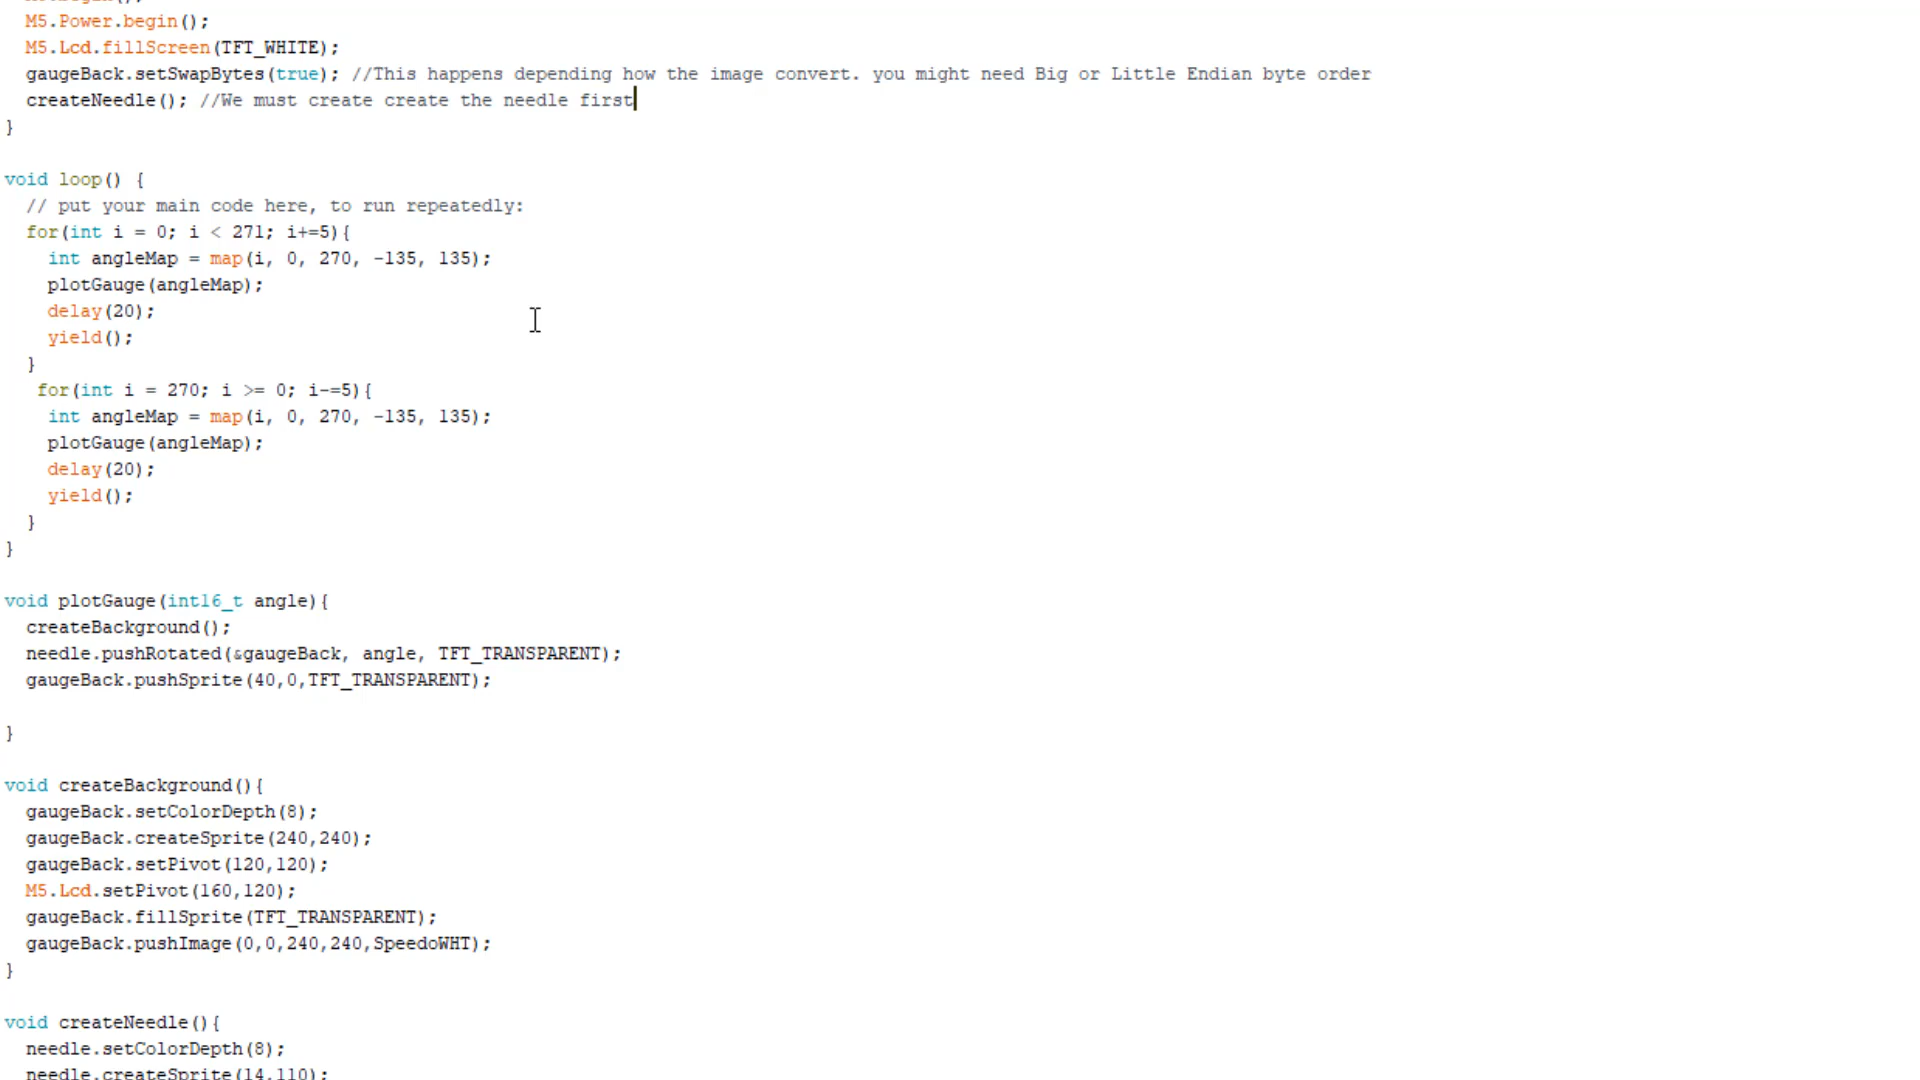 M5.Power.begin();
M5.Lcd.fillScreen(TFT_WHITE);
gaugeBack.setSwapBytes(true); //This happens depending how the image convert. you might need Big or Little Endian byte order
createNeedle(); //We must create create the needle first
}
void loop() {
// put your main code here, to run repeatedly:
for(int i = 0; i < 271; i+=5){
int angleMap = map(i, 0, 270, -135, 135);
plotGauge(angleMap);
delay(20);
yield();
}
for(int i = 270; i >= 0; i-=5){
int angleMap = map(i, 0, 270, -135, 135);
plotGauge(angleMap);
delay(20);
yield();
}
}
void plotGauge(int16_t angle){
createBackground();
needle.pushRotated(&gaugeBack, angle, TFT_TRANSPARENT);
gaugeBack.pushSprite(40,0,TFT_TRANSPARENT);
}
void createBackground(){
gaugeBack.setColorDepth(8);
gaugeBack.createSprite(240,240);
gaugeBack.setPivot(120,120);
M5.Lcd.setPivot(160,120);
gaugeBack.fillSprite(TFT_TRANSPARENT);
gaugeBack.pushImage(0,0,240,240,SpeedoWHT);
}
void createNeedle(){
needle.setColorDepth(8);
needle.createSprite(14,110);